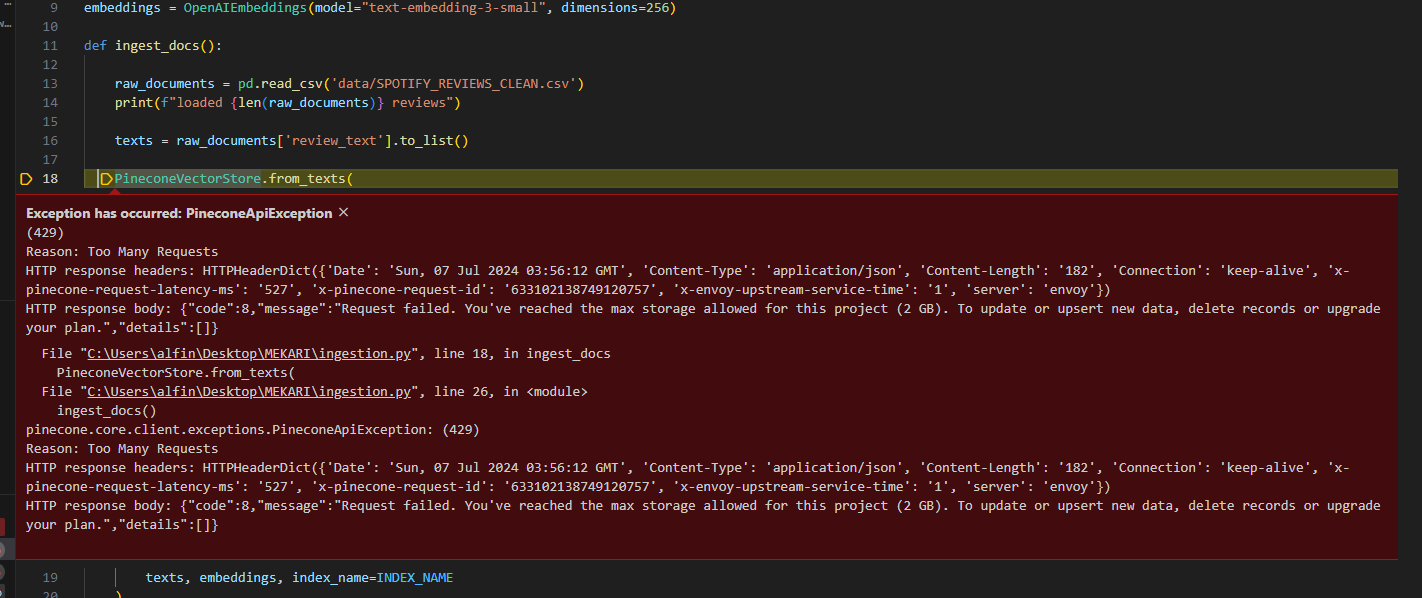 9 embeddings = OpenAIEmbeddings(model="text-embedding-3-small", dimensions=256)
10
11 def ingest_docs():
12
13 raw_documents = pd.read_csv('data/SPOTIFY_REVIEWS_CLEAN.csv')
14 print(f"loaded {len(raw_documents)} reviews")
15
16 texts = raw_documents['review_text'].to_list()
17
18 PineconeVectorStore.from_texts(
Exception has occurred: PineconeApiException ×
(429)
Reason: Too Many Requests
HTTP response headers: HTTPHeaderDict({'Date': 'Sun, 07 Jul 2024 03:56:12 GMT', 'Content-Type': 'application/json', 'Content-Length': '182', 'Connection': 'keep-alive', 'x-
pinecone-request-latency-ms': '527', 'x-pinecone-request-id': '633102138749120757', 'x-envoy-upstream-service-time': '1', 'server': 'envoy'})
HTTP response body: {"code":8,"message":"Request failed. You've reached the max storage allowed for this project (2 GB). To update or upsert new data, delete records or upgrade
your plan.","details":[]}
File "C:\Users\alfin\Desktop\MEKARI\ingestion.py", line 18, in ingest_docs
PineconeVectorStore.from_texts(
File "C:\Users\alfin\Desktop\MEKARI\ingestion.py", line 26, in <module>
ingest_docs()
pinecone.core.client.exceptions.PineconeApiException: (429)
Reason: Too Many Requests
HTTP response headers: HTTPHeaderDict({'Date': 'Sun, 07 Jul 2024 03:56:12 GMT', 'Content-Type': 'application/json', 'Content-Length': '182', 'Connection': 'keep-alive', 'x-
pinecone-request-latency-ms': '527', 'x-pinecone-request-id': '633102138749120757', 'x-envoy-upstream-service-time': '1', 'server': 'envoy'})
HTTP response body: {"code":8,"message":"Request failed. You've reached the max storage allowed for this project (2 GB). To update or upsert new data, delete records or upgrade
your plan.","details":[]}
19 texts, embeddings, index_name=INDEX_NAME
20 )